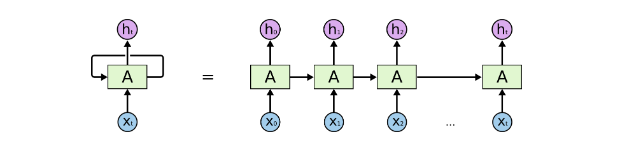 hₜ h₀ h₁ h₂ hₜ
A = A A A A
xₜ x₀ x₁ x₂ ... xₜ